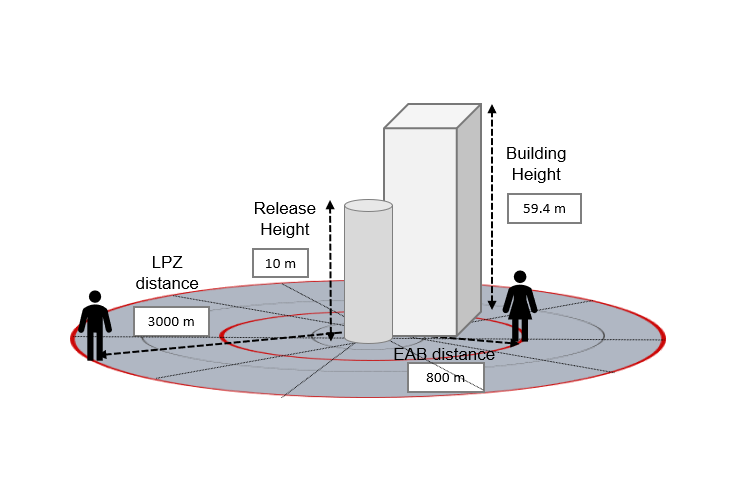 Building
Height
59.4 m
Release
Height
10 m
LPZ
distance
3000 m
EAB distance
800 m